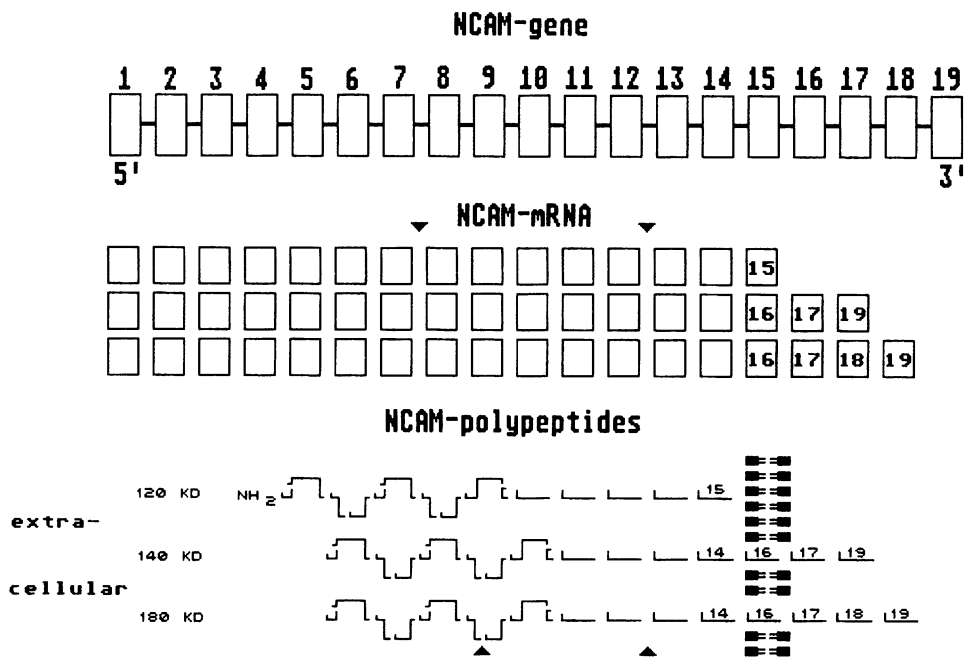 NCAM-gene
1 2 3 4 5 6 7 8 9 10 11 12 13 14 15 16 17 18 19
5' 3'
NCAM-mRNA
15
16 17 19
16 17 18 19
NCAM-polypeptides
120 KD NH2 15
extra-
140 KD 14 16 17 19
cellular
180 KD 14 16 17 18 19